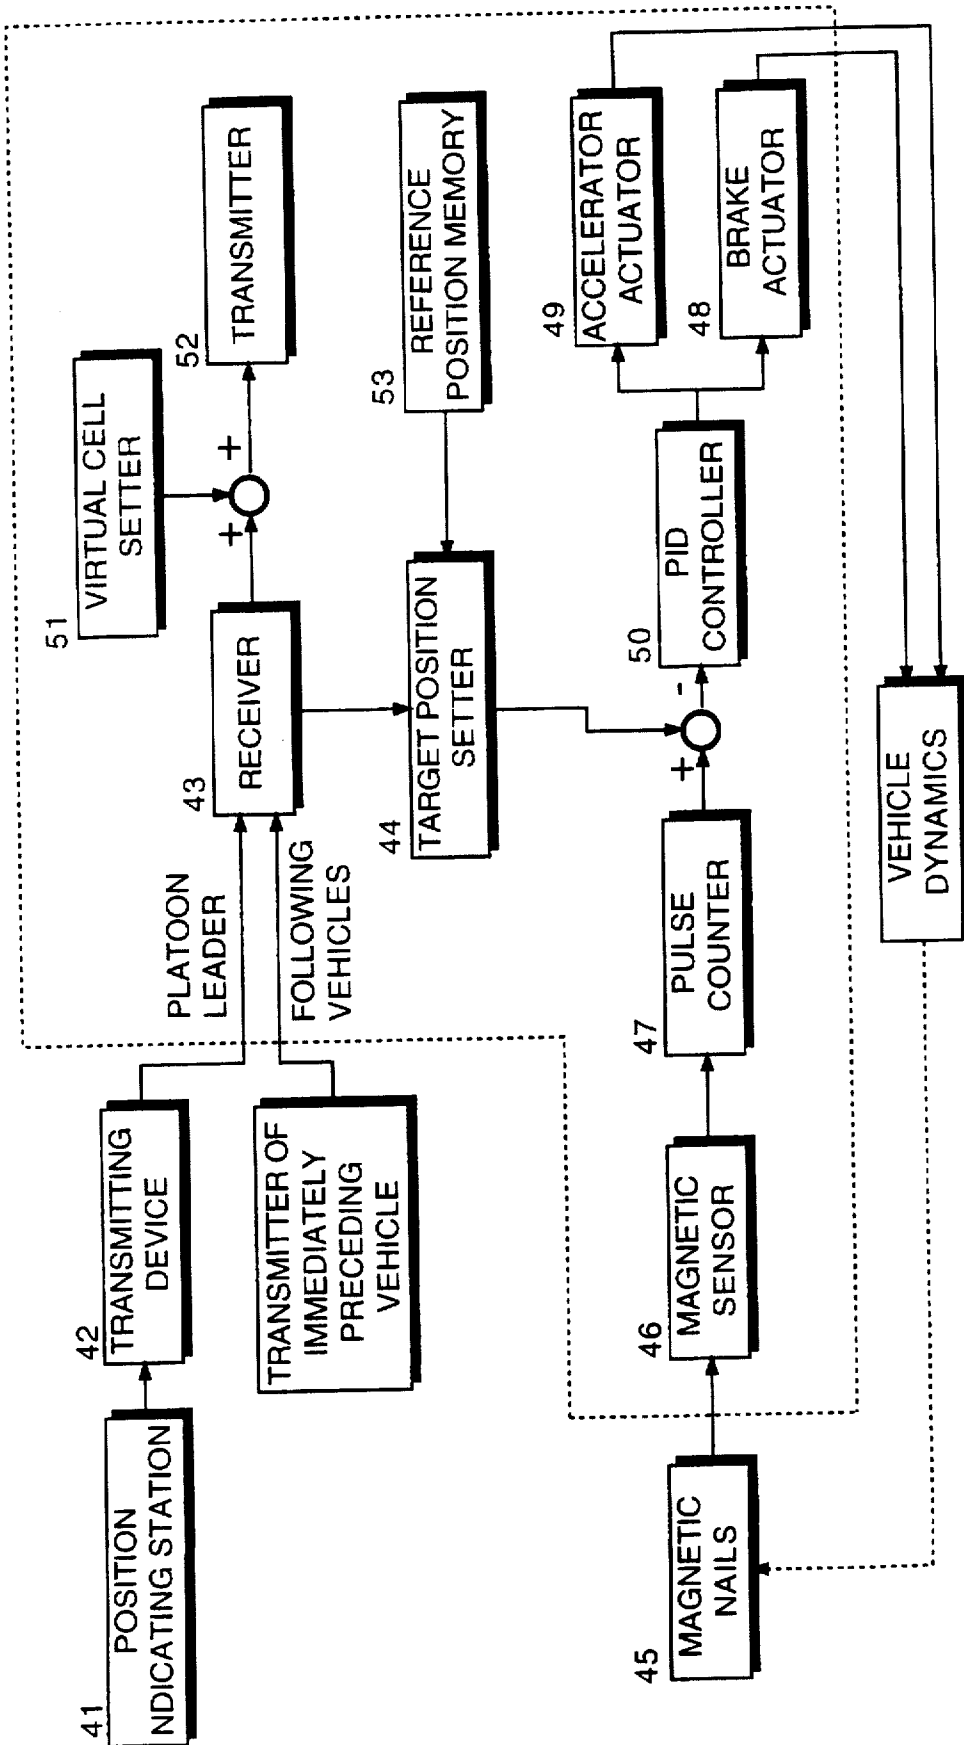 41
POSITION
NDICATING STATION
42
TRANSMITTING
DEVICE
TRANSMITTER OF
IMMEDIATELY
PRECEDING
VEHICLE
PLATOON
LEADER
FOLLOWING
VEHICLES
43
RECEIVER
51
VIRTUAL CELL
SETTER
+
+
52
TRANSMITTER
44
TARGET POSITION
SETTER
53
REFERENCE
POSITION MEMORY
45
MAGNETIC
NAILS
46
MAGNETIC
SENSOR
47
PULSE
COUNTER
+
-
50
PID
CONTROLLER
49
ACCELERATOR
ACTUATOR
48
BRAKE
ACTUATOR
VEHICLE
DYNAMICS